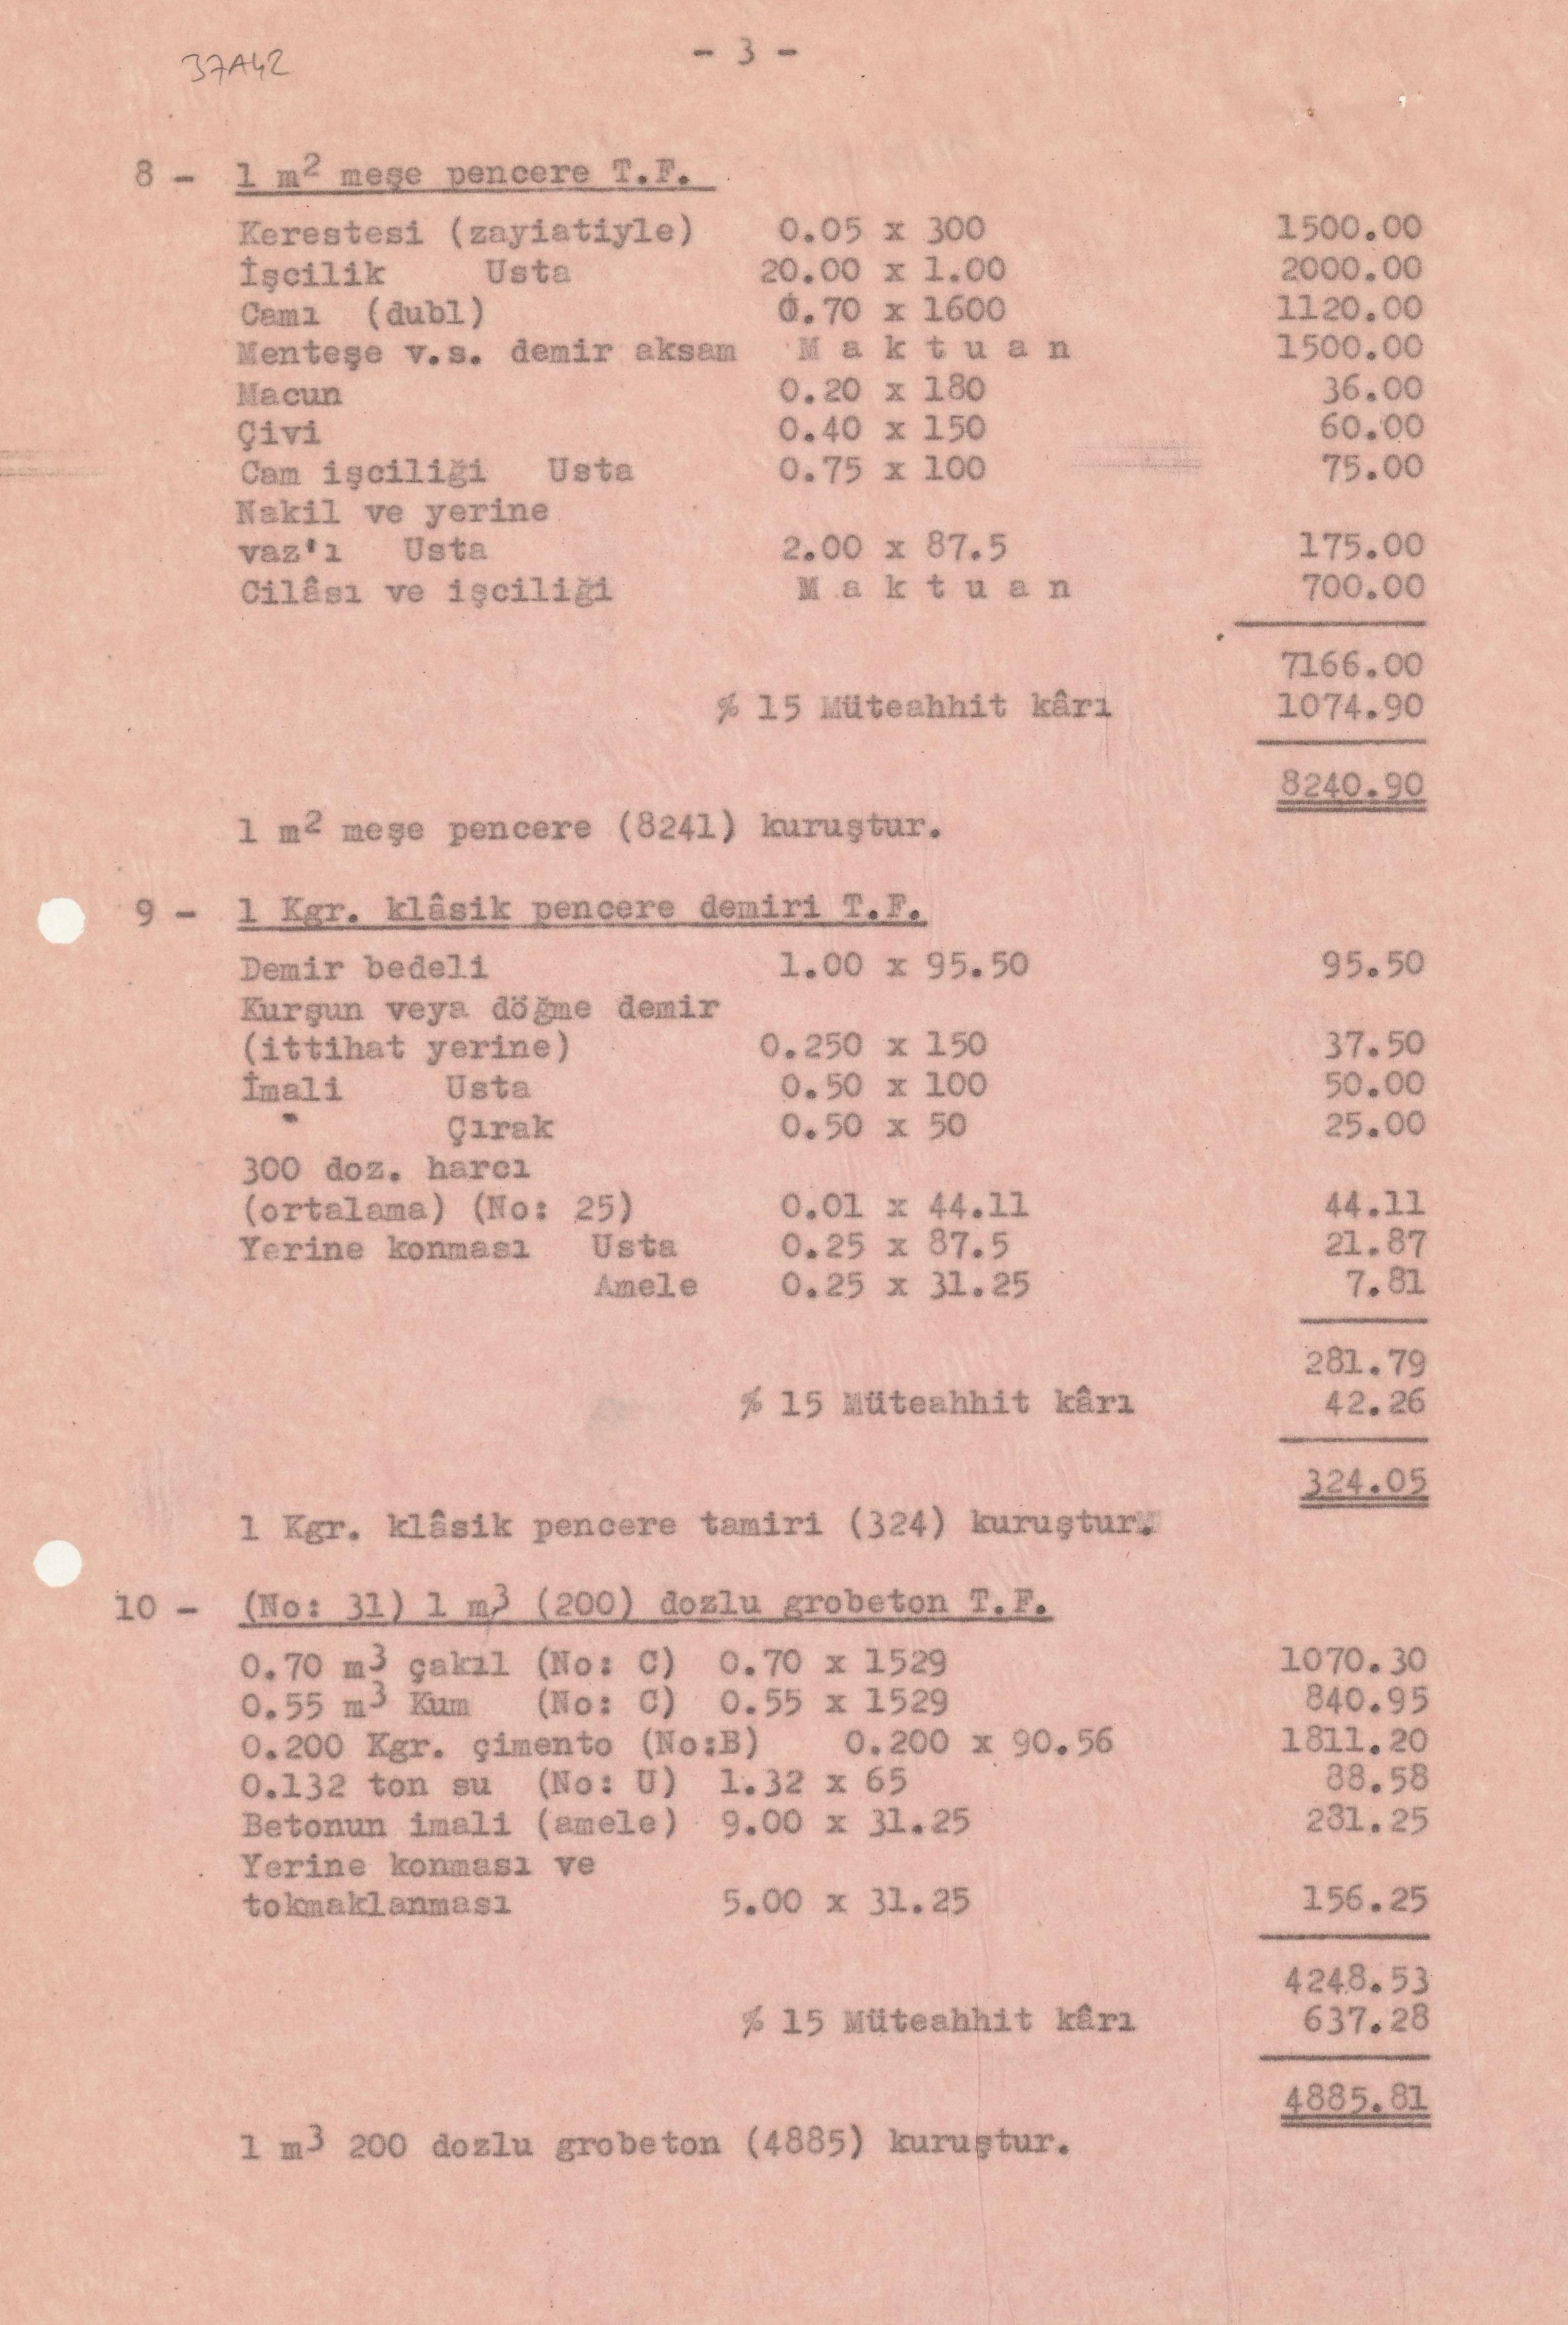 37A42
- 3 -
8 - 1 m2 meşe pencere T.F.
Kerestesi (zayiatiyle) 0.05 x 300 1500.00
İşcilik Usta 20.00 x 1.00 2000.00
Camı (dubl) 0.70 x 1600 1120.00
Menteşe v.s. demir aksam M a k t u a n 1500.00
Macun 0.20 x 180 36.00
Çivi 0.40 x 150 60.00
Cam işciliği Usta 0.75 x 100 75.00
Nakil ve yerine
vaz'ı Usta 2.00 x 87.5 175.00
Cilâsı ve işciliği M a k t u a n 700.00
7166.00
% 15 Müteahhit kârı 1074.90
8240.90
1 m2 meşe pencere (8241) kuruştur.
9 - 1 Kgr. klâsik pencere demiri T.F.
Demir bedeli 1.00 x 95.50 95.50
Kurşun veya döğme demir
(ittihat yerine) 0.250 x 150 37.50
İmali Usta 0.50 x 100 50.00
" Çırak 0.50 x 50 25.00
300 doz. harcı
(ortalama) (No: 25) 0.01 x 44.11 44.11
Yerine konması Usta 0.25 x 87.5 21.87
Amele 0.25 x 31.25 7.81
281.79
% 15 Müteahhit kârı 42.26
324.05
1 Kgr. klâsik pencere tamiri (324) kuruştur.
10 - (No: 31) 1 m3 (200) dozlu grobeton T.F.
0.70 m3 çakıl (No: C) 0.70 x 1529 1070.30
0.55 m3 Kum (No: C) 0.55 x 1529 840.95
0.200 Kgr. çimento (No:B) 0.200 x 90.56 1811.20
0.132 ton su (No: U) 1.32 x 65 88.58
Betonun imali (amele) 9.00 x 31.25 281.25
Yerine konması ve
tokmaklanması 5.00 x 31.25 156.25
4248.53
% 15 Müteahhit kârı 637.28
4885.81
1 m3 200 dozlu grobeton (4885) kuruştur.